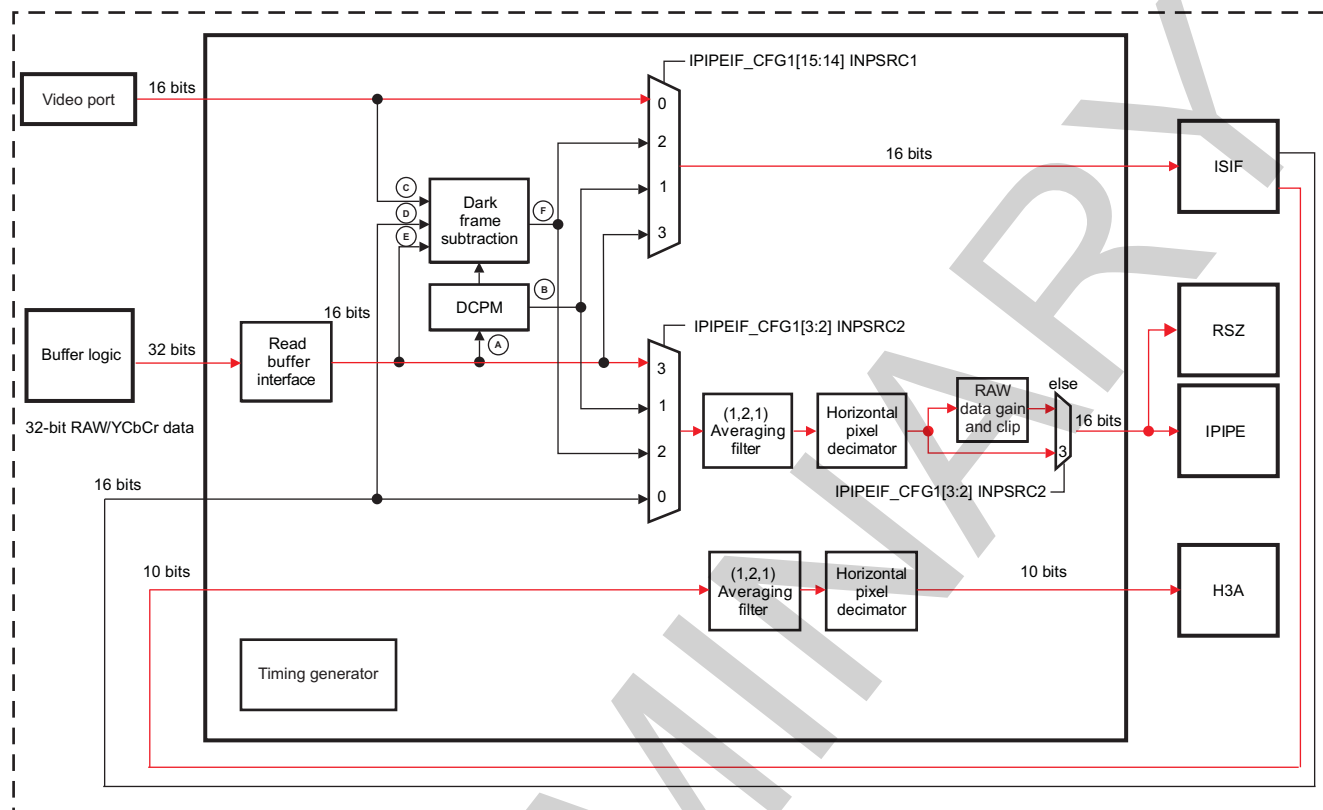 IPIPEIF_CFG1[15:14] INPSRC1
Video port
16 bits
0
2
1
3
16 bits
ISIF
C
D
E
Dark
frame
subtraction
F
DCPM
B
A
Buffer logic
32 bits
32-bit RAW/YCbCr data
Read
buffer
interface
16 bits
IPIPEIF_CFG1[3:2] INPSRC2
3
1
2
0
(1,2,1)
Averaging
filter
Horizontal
pixel
decimator
RAW
data gain
and clip
else
3
16 bits
IPIPEIF_CFG1[3:2] INPSRC2
RSZ
IPIPE
16 bits
10 bits
(1,2,1)
Averaging
filter
Horizontal
pixel
decimator
10 bits
H3A
Timing generator
MINARY